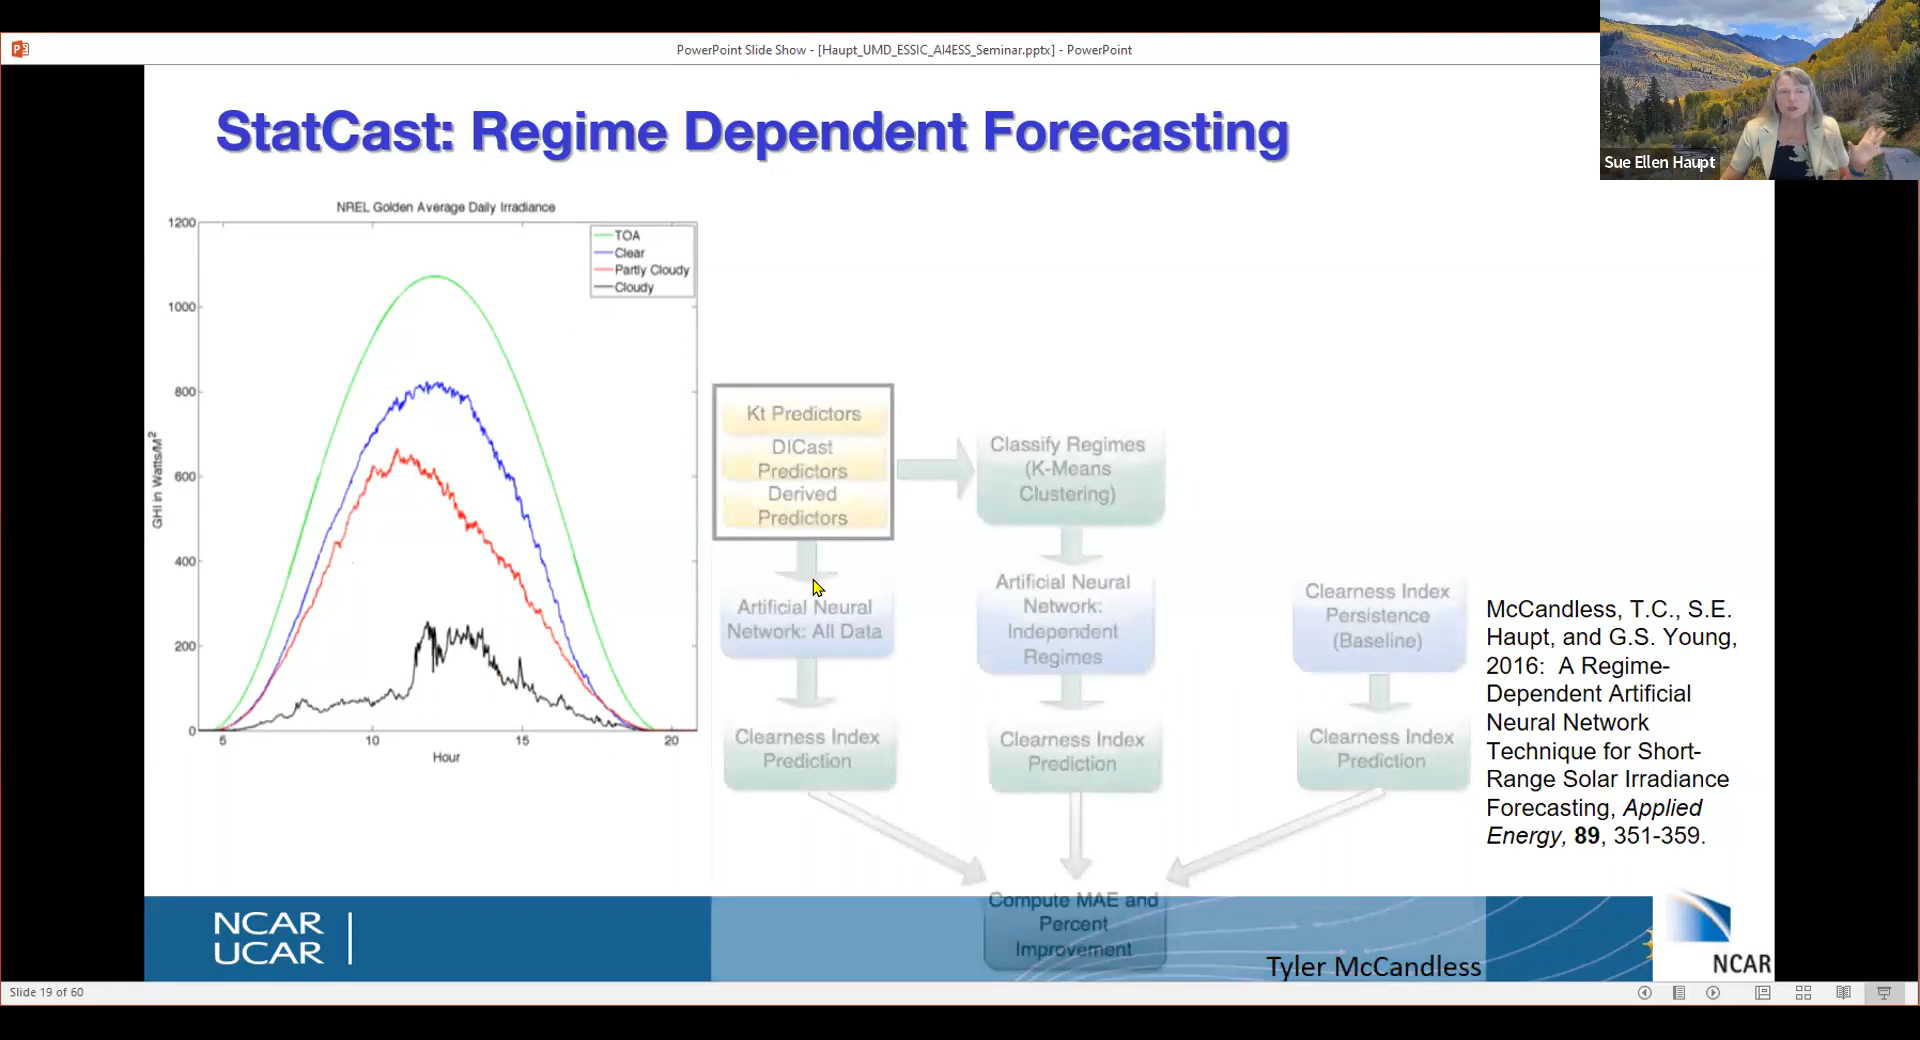 PowerPoint Slide Show - [Haupt_UMD_ESSIC_AI4ESS_Seminar.pptx] - PowerPoint
Sue Ellen Haupt
StatCast: Regime Dependent Forecasting
NREL Golden Average Daily Irradiance
1200
1000
800
600
400
200
0
GHI in Watts/M²
5
10
15
20
Hour
TOA
Clear
Partly Cloudy
Cloudy
Kt Predictors
DICast
Predictors
Derived
Predictors
Classify Regimes
(K-Means
Clustering)
Artificial Neural
Network: All Data
Artificial Neural
Network:
Independent
Regimes
Clearness Index
Persistence
(Baseline)
Clearness Index
Prediction
Clearness Index
Prediction
Clearness Index
Prediction
Compute MAE and
Percent
Improvement
McCandless, T.C., S.E.
Haupt, and G.S. Young,
2016:  A Regime-
Dependent Artificial
Neural Network
Technique for Short-
Range Solar Irradiance
Forecasting, Applied
Energy, 89, 351-359.
NCAR
UCAR
Tyler McCandless
NCAR
Slide 19 of 60